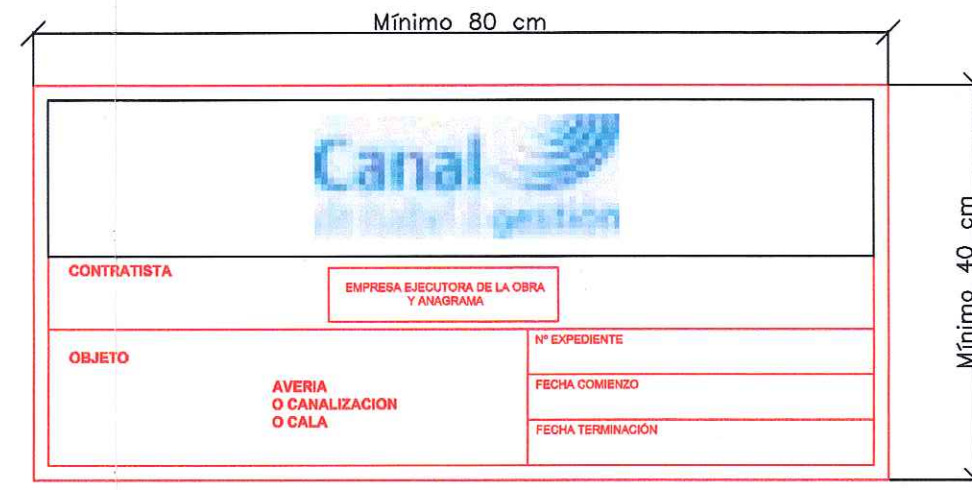 Mínimo 80 cm
Canal
gestion
Mínimo 40 cm
CONTRATISTA
EMPRESA EJECUTORA DE LA OBRA
Y ANAGRAMA
OBJETO
AVERIA
O CANALIZACION
O CALA
Nº EXPEDIENTE
FECHA COMIENZO
FECHA TERMINACIÓN